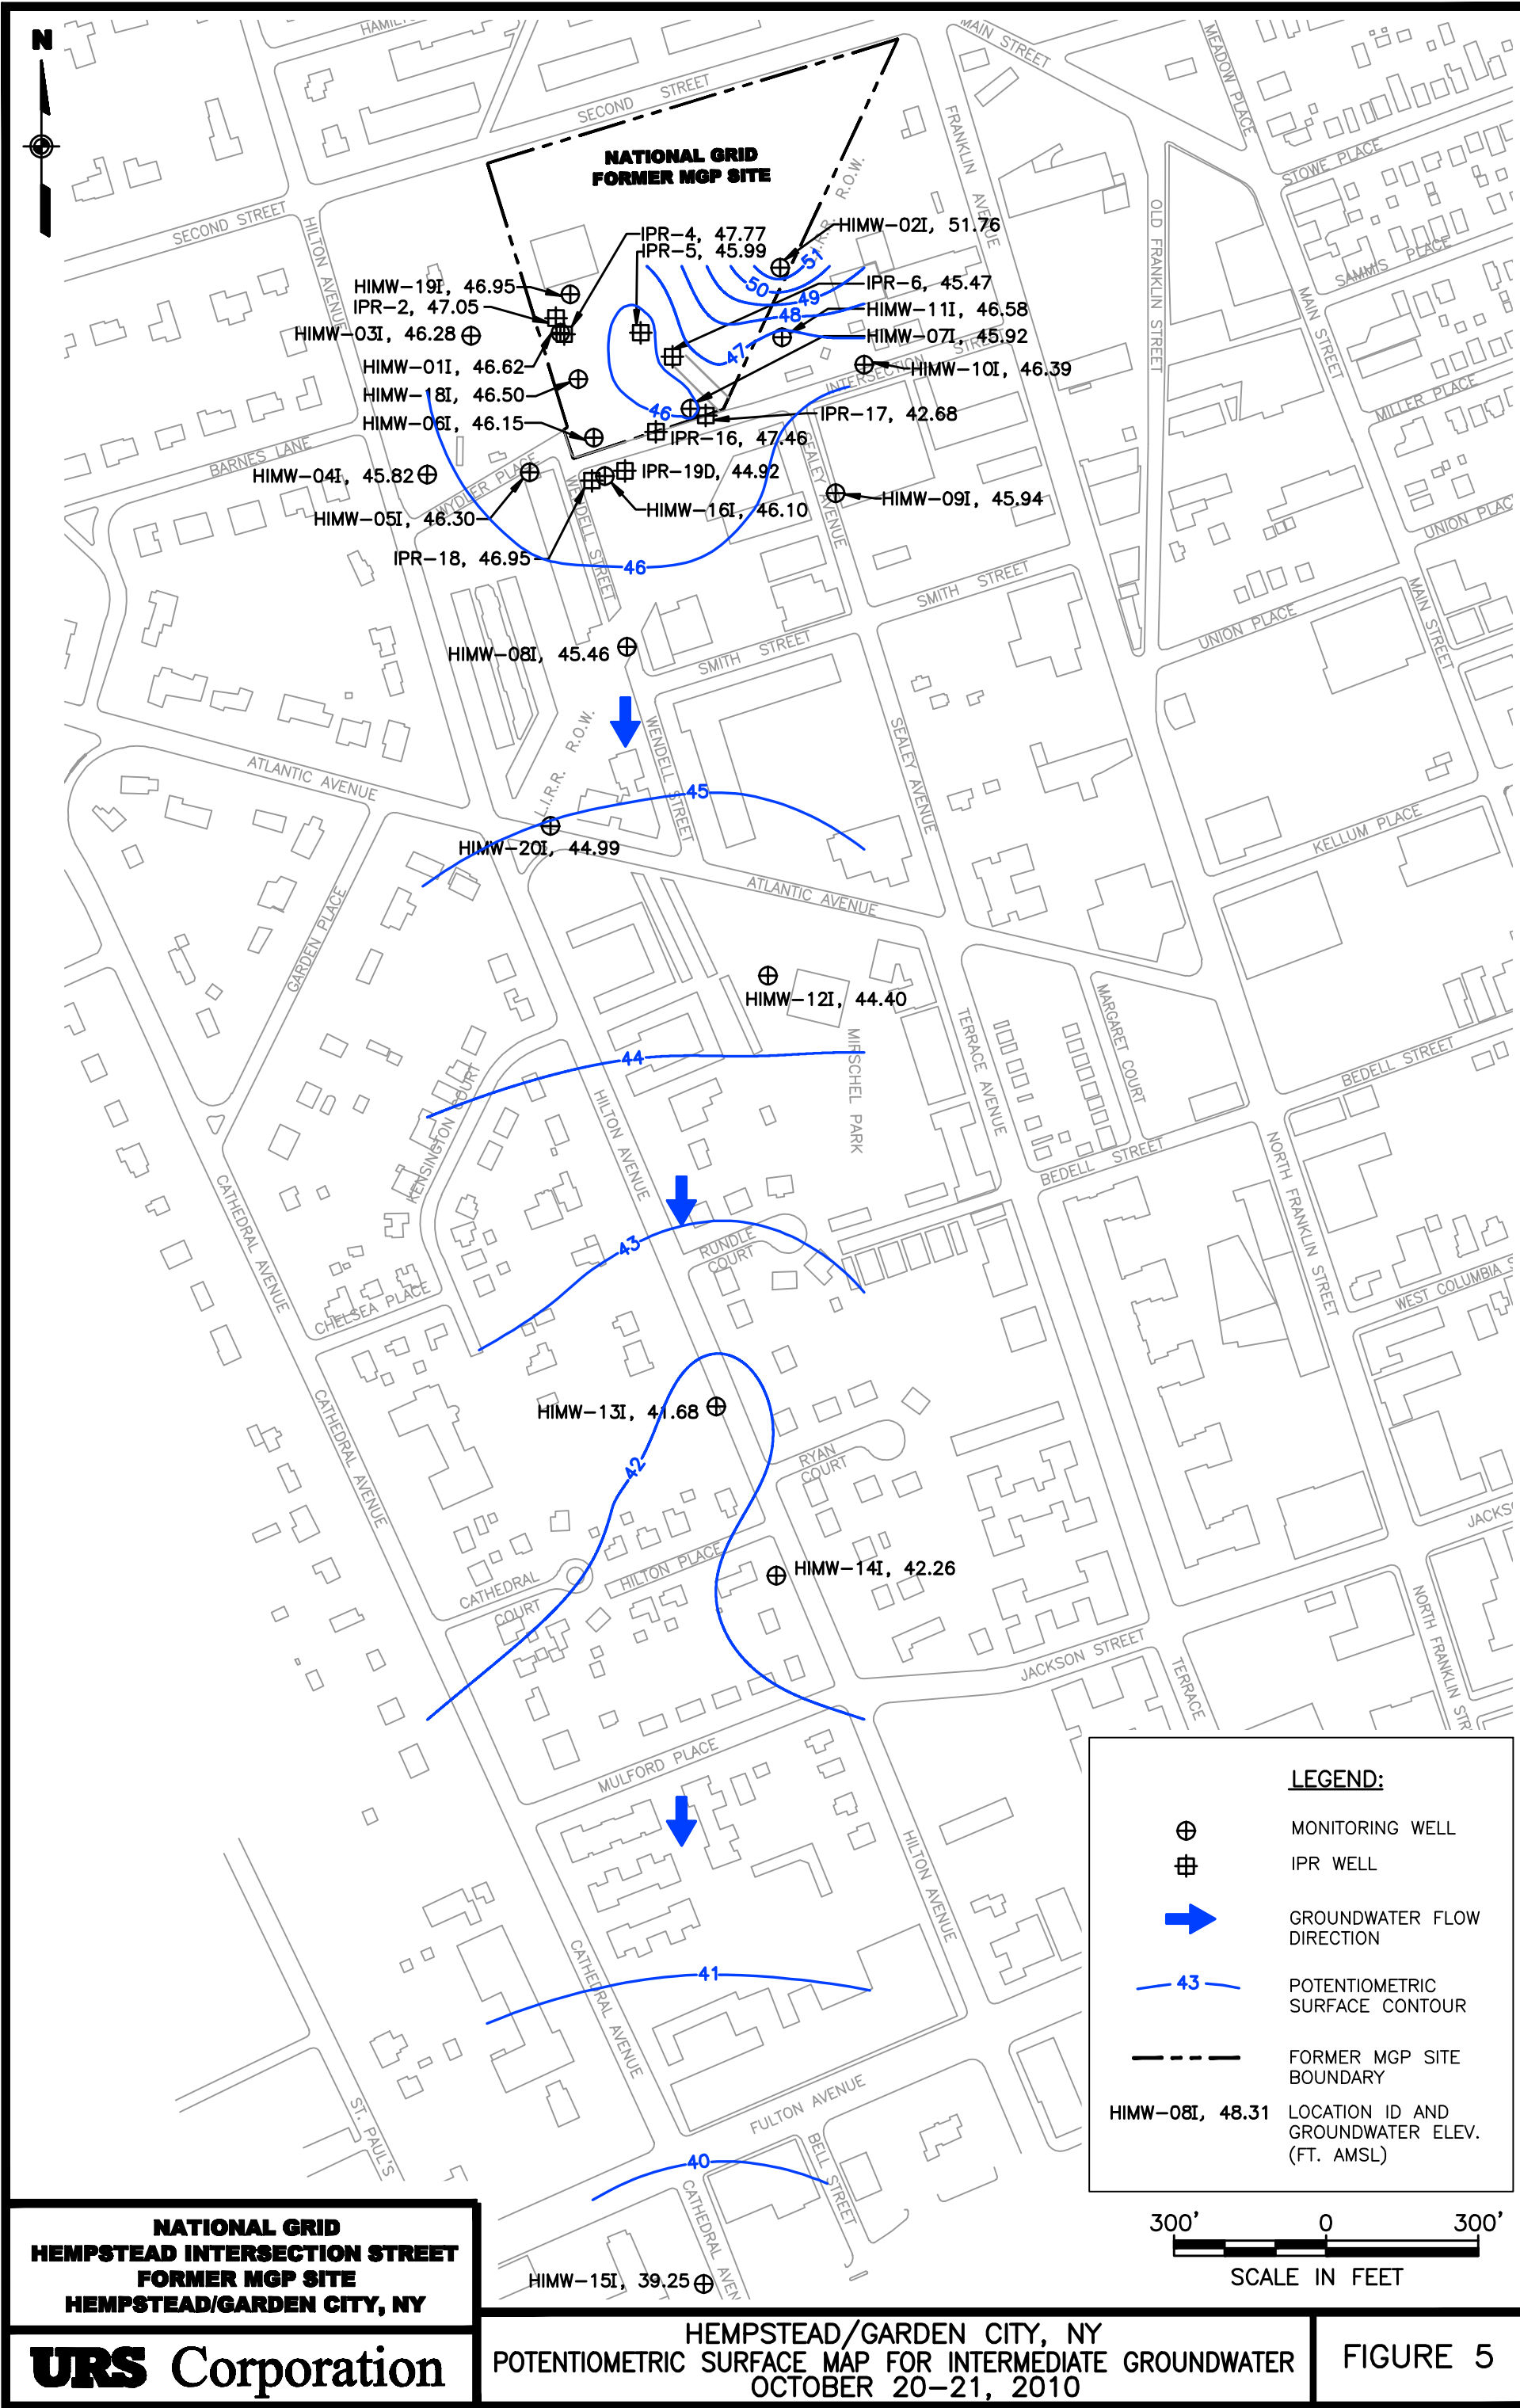 N
HAMIL
MAIN STREET
MEADOW PLACE
SECOND STREET
FRANKLIN AVENUE
STOWE PLACE
NATIONAL GRID
FORMER MGP SITE
L.I.R.R. R.O.W.
SECOND STREET
HILTON AVENUE
OLD FRANKLIN STREET
SAMMIS PLACE
IPR-4, 47.77
IPR-5, 45.99
HIMW-02I, 51.76
51
50
49
48
47
46
HIMW-19I, 46.95
IPR-2, 47.05
HIMW-03I, 46.28
IPR-6, 45.47
HIMW-11I, 46.58
HIMW-07I, 45.92
HIMW-01I, 46.62
HIMW-10I, 46.39
HIMW-18I, 46.50
HIMW-06I, 46.15
INTERSECTION STREET
MAIN STREET
MILLER PLACE
IPR-17, 42.68
IPR-16, 47.46
BARNES LANE
HIMW-04I, 45.82
IPR-19D, 44.92
WYDLER PLACE
WENDELL STREET
SEALEY AVENUE
HIMW-09I, 45.94
HIMW-05I, 46.30
HIMW-16I, 46.10
UNION PLAC
IPR-18, 46.95
46
SMITH STREET
MAIN STREET
UNION PLACE
HIMW-08I, 45.46
SMITH STREET
L.I.R.R. R.O.W.
WENDELL STREET
SEALEY AVENUE
ATLANTIC AVENUE
45
HIMW-20I, 44.99
KELLUM PLACE
ATLANTIC AVENUE
GARDEN PLACE
HIMW-12I, 44.40
MIRSCHEL PARK
TERRACE AVENUE
MARGARET COURT
44
BEDELL STREET
KENSINGTON COURT
HILTON AVENUE
BEDELL STREET
CATHEDRAL AVENUE
NORTH FRANKLIN STREET
43
RUNDLE
COURT
CHELSEA PLACE
WEST COLUMBIA S
HIMW-13I, 41.68
CATHEDRAL AVENUE
42
RYAN
COURT
JACKS
HIMW-14I, 42.26
HILTON PLACE
CATHEDRAL
COURT
NORTH FRANKLIN STR
JACKSON STREET
TERRACE
MULFORD PLACE
HILTON AVENUE
CATHEDRAL AVENUE
41
FULTON AVENUE
BELL STREET
ST. PAUL'S
40
CATHEDRAL AVEN
HIMW-15I, 39.25
LEGEND:
MONITORING WELL
IPR WELL
GROUNDWATER FLOW
DIRECTION
43
POTENTIOMETRIC
SURFACE CONTOUR
FORMER MGP SITE
BOUNDARY
HIMW-08I, 48.31 LOCATION ID AND
GROUNDWATER ELEV.
(FT. AMSL)
300' 0 300'
SCALE IN FEET
NATIONAL GRID
HEMPSTEAD INTERSECTION STREET
FORMER MGP SITE
HEMPSTEAD/GARDEN CITY, NY
URS Corporation
HEMPSTEAD/GARDEN CITY, NY
POTENTIOMETRIC SURFACE MAP FOR INTERMEDIATE GROUNDWATER
OCTOBER 20-21, 2010
FIGURE 5